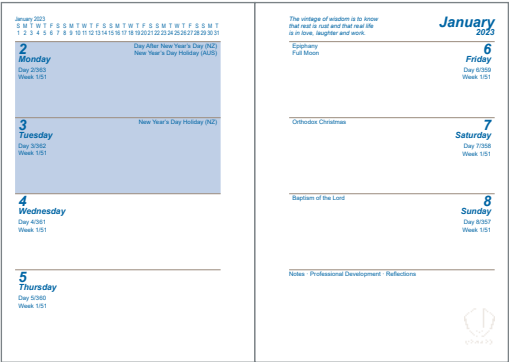 January 2023
S M T W T F S S M T W T F S S M T W T F S S M T W T F S S M T
1 2 3 4 5 6 7 8 9 10 11 12 13 14 15 16 17 18 19 20 21 22 23 24 25 26 27 28 29 30 31
2
Monday
Day 2/363
Week 1/51
Day After New Year's Day (NZ)
New Year's Day Holiday (AUS)
3
Tuesday
Day 3/362
Week 1/51
New Year's Day Holiday (NZ)
4
Wednesday
Day 4/361
Week 1/51
5
Thursday
Day 5/360
Week 1/51
The vintage of wisdom is to know
that rest is rust and that real life
is in love, laughter and work.
January
2023
Epiphany
Full Moon
6
Friday
Day 6/359
Week 1/51
Orthodox Christmas
7
Saturday
Day 7/358
Week 1/51
Baptism of the Lord
8
Sunday
Day 8/357
Week 1/51
Notes · Professional Development · Reflections